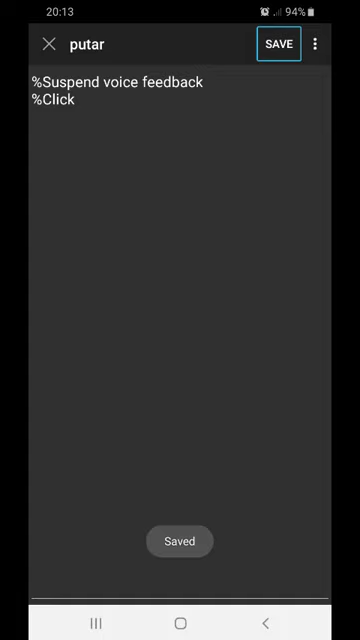 20:13
94%
putar
SAVE
%Suspend voice feedback
%Click
Saved